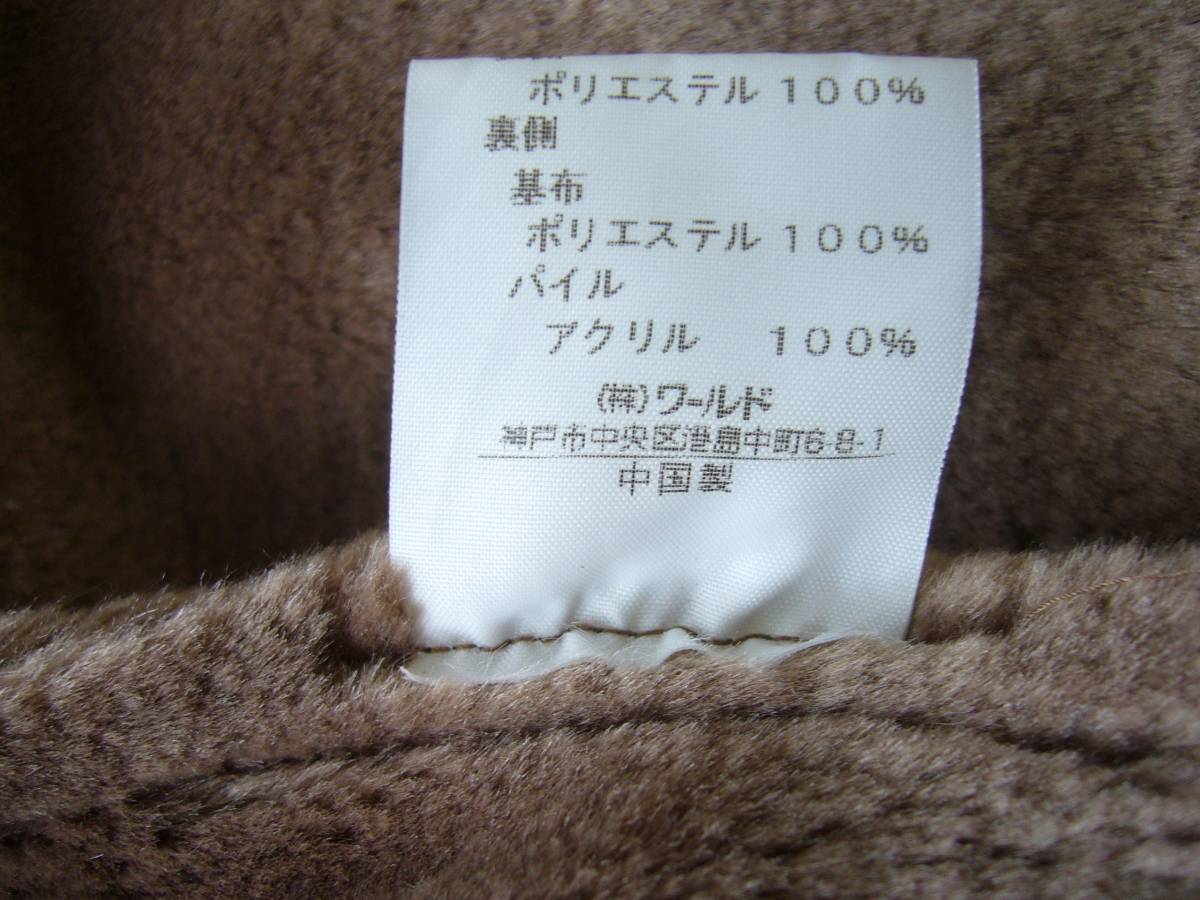 ポリエステル 100%
裏側
基布
ポリエステル 100%
パイル
アクリル 100%
(株)ワールド
神戸市中央区港島中町6-8-1
中国製